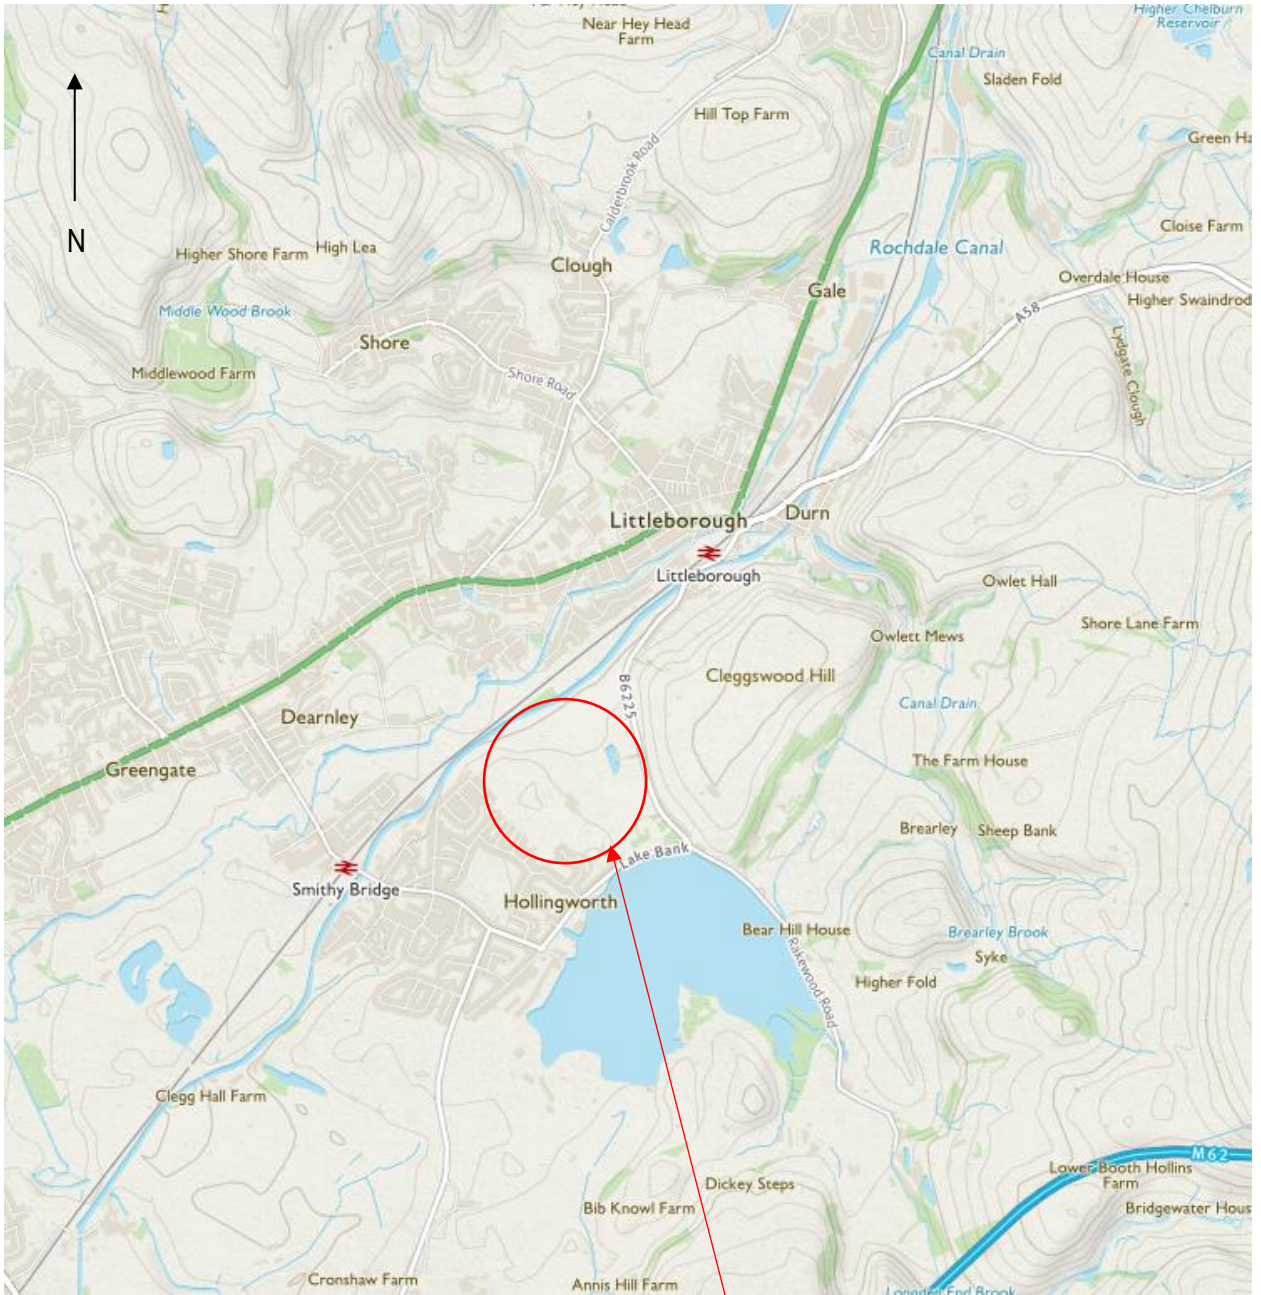 Near Hey Head
Farm
Higher Chelburn
Reservoir
Canal Drain
Sladen Fold
Hill Top Farm
Green Ha
Calderbrook Road
N
Cloise Farm
Higher Shore Farm
High Lea
Rochdale Canal
Clough
Overdale House
Gale
Higher Swaindrod
Middle Wood Brook
A58
Shore
Lydgate Clough
Middlewood Farm
Shore Road
Littleborough
Durn
Littleborough
Owlet Hall
Shore Lane Farm
Owlett Mews
Cleggswood Hill
B6225
Canal Drain
Dearnley
The Farm House
Greengate
Brearley
Sheep Bank
Lake Bank
Smithy Bridge
Hollingworth
Bear Hill House
Brearley Brook
Syke
Rakewood Road
Higher Fold
Clegg Hall Farm
M62
Lower Booth Hollins
Farm
Dickey Steps
Bib Knowl Farm
Bridgewater Hous
Cronshaw Farm
Annis Hill Farm
Longden End Brook